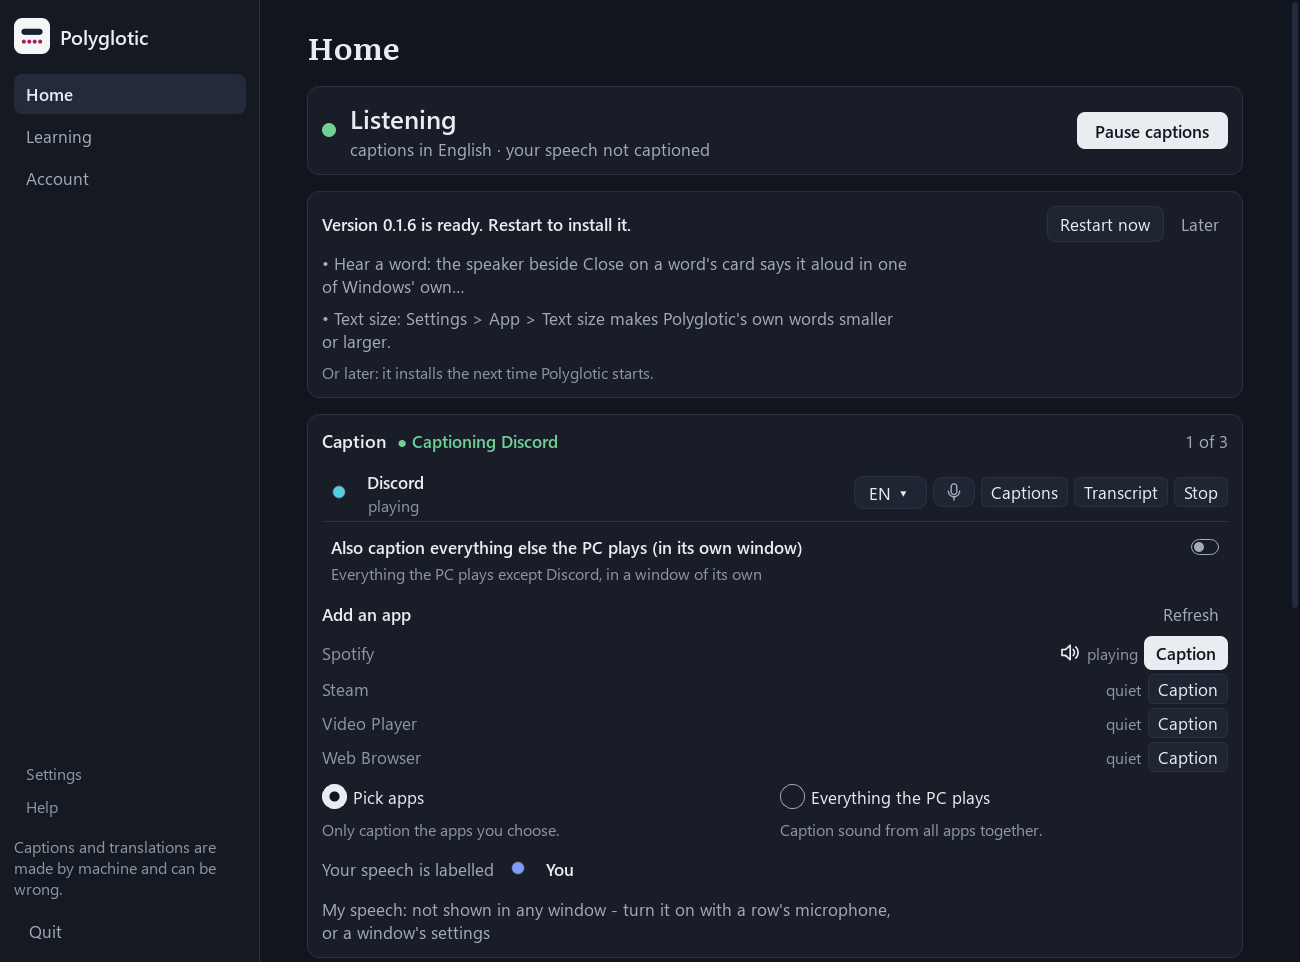 Polyglotic
Home
Learning
Account
Settings
Help
Captions and translations are
made by machine and can be
wrong.
Quit
Home
Listening
captions in English · your speech not captioned
Pause captions
Version 0.1.6 is ready. Restart to install it.
Restart now
Later
• Hear a word: the speaker beside Close on a word's card says it aloud in one
of Windows' own...
• Text size: Settings > App > Text size makes Polyglotic's own words smaller
or larger.
Or later: it installs the next time Polyglotic starts.
Caption ● Captioning Discord
1 of 3
Discord
playing
EN ▾
Captions
Transcript
Stop
Also caption everything else the PC plays (in its own window)
Everything the PC plays except Discord, in a window of its own
Add an app
Refresh
Spotify
playing
Caption
Steam
quiet
Caption
Video Player
quiet
Caption
Web Browser
quiet
Caption
Pick apps
Everything the PC plays
Only caption the apps you choose.
Caption sound from all apps together.
Your speech is labelled
You
My speech: not shown in any window - turn it on with a row's microphone,
or a window's settings